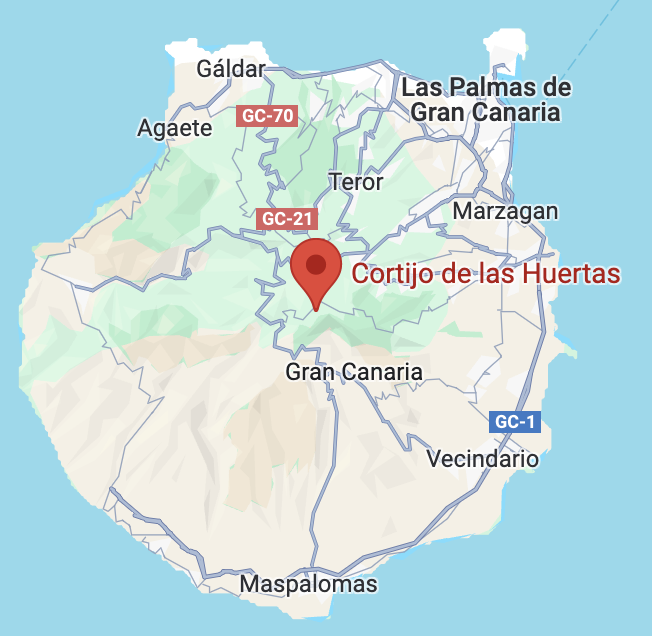 Gáldar
Las Palmas de
Gran Canaria
GC-70
Agaete
Teror
Marzagan
GC-21
Cortijo de las Huertas
Gran Canaria
GC-1
Vecindario
Maspalomas